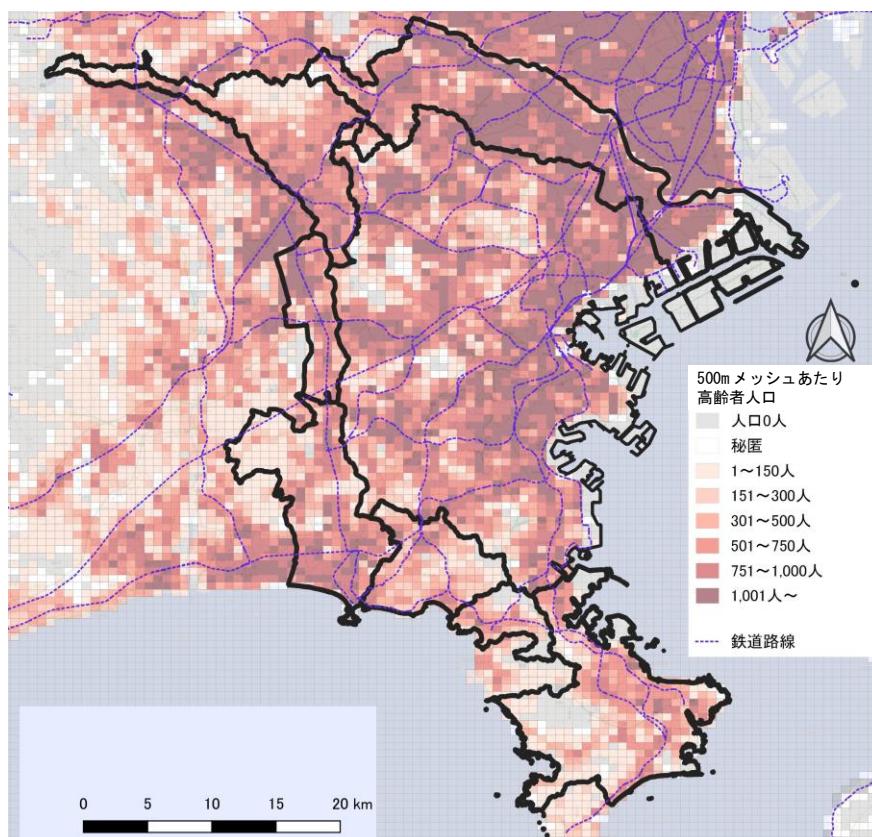 500mメッシュあたり
高齢者人口
人口0人
秘匿
1～150人
151～300人
301～500人
501～750人
751～1,000人
1,001人～
鉄道路線
0 5 10 15 20 km